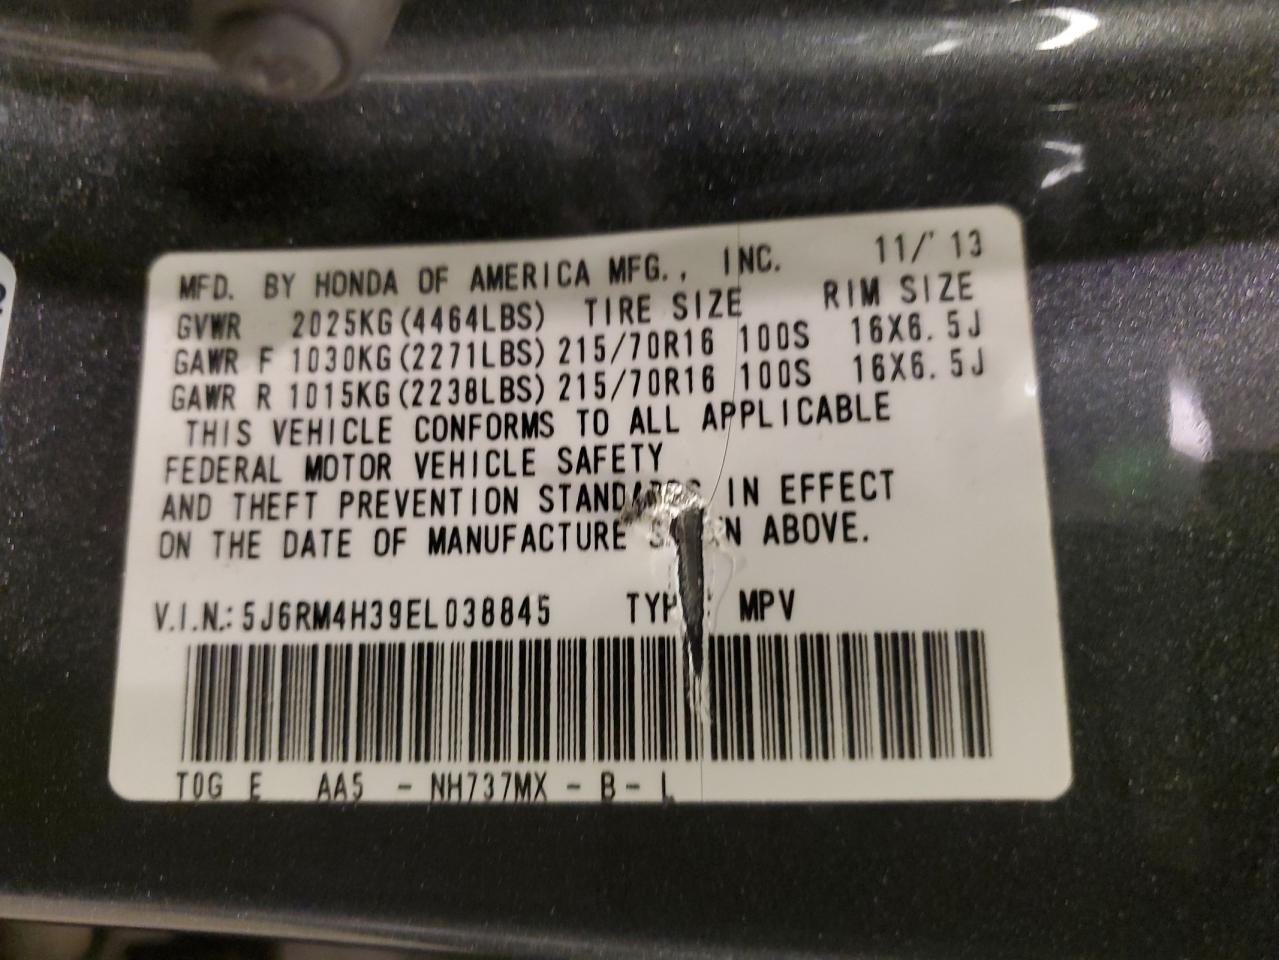 MFD. BY HONDA OF AMERICA MFG., INC. 11/'13
GVWR 2025KG(4464LBS) TIRE SIZE RIM SIZE
GAWR F 1030KG(2271LBS) 215/70R16 100S 16X6.5J
GAWR R 1015KG(2238LBS) 215/70R16 100S 16X6.5J
THIS VEHICLE CONFORMS TO ALL APPLICABLE
FEDERAL MOTOR VEHICLE SAFETY
AND THEFT PREVENTION STANDARDS IN EFFECT
ON THE DATE OF MANUFACTURE ABOVE.
V.I.N.:5J6RM4H39EL038845 TYPE: MPV
TOG E AA5 - NH737MX - B - L